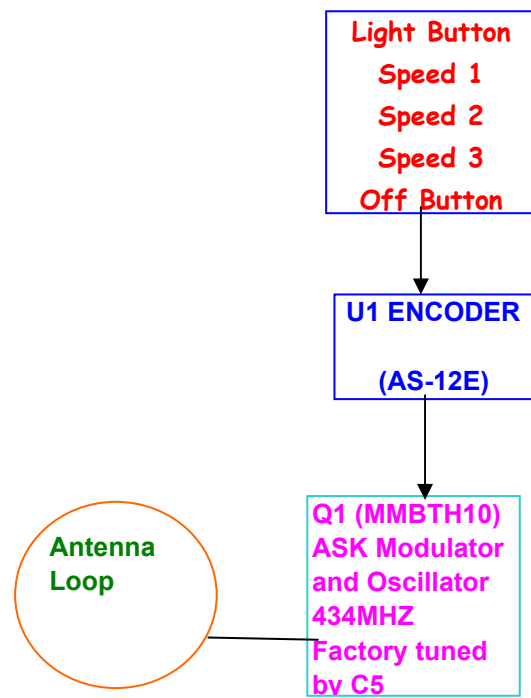 Light Button
Speed 1
Speed 2
Speed 3
Off Button
U1 ENCODER
(AS-12E)
Q1 (MMBTH10)
ASK Modulator
and Oscillator
434MHZ
Factory tuned
by C5
Antenna
Loop